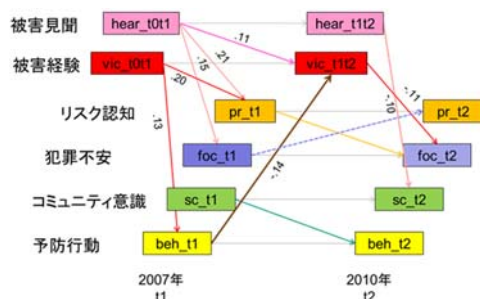 被害見聞 hear_t0t1 hear_t1t2
.11
被害経験 vic_t0t1 vic_t1t2
.15 .21
.20
-.10
-.11
リスク認知 pr_t1 pr_t2
.13
犯罪不安 foc_t1 foc_t2
-.14
コミュニティ意識 sc_t1 sc_t2
予防行動 beh_t1 beh_t2
2007年 2010年
t1 t2